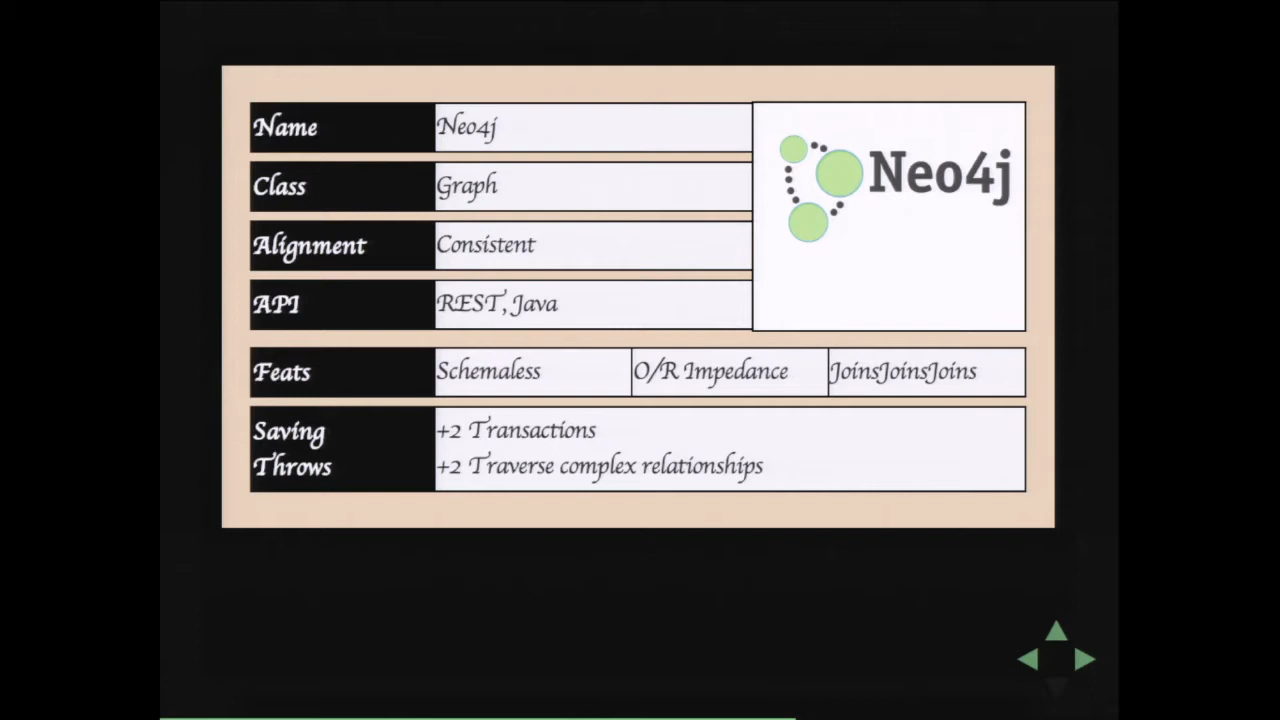 Name Neo4j
Neo4j
Class Graph
Alignment Consistent
API REST, Java
Feats Schemaless O/R Impedance JoinsJoinsJoins
Saving Throws
+2 Transactions
+2 Traverse complex relationships